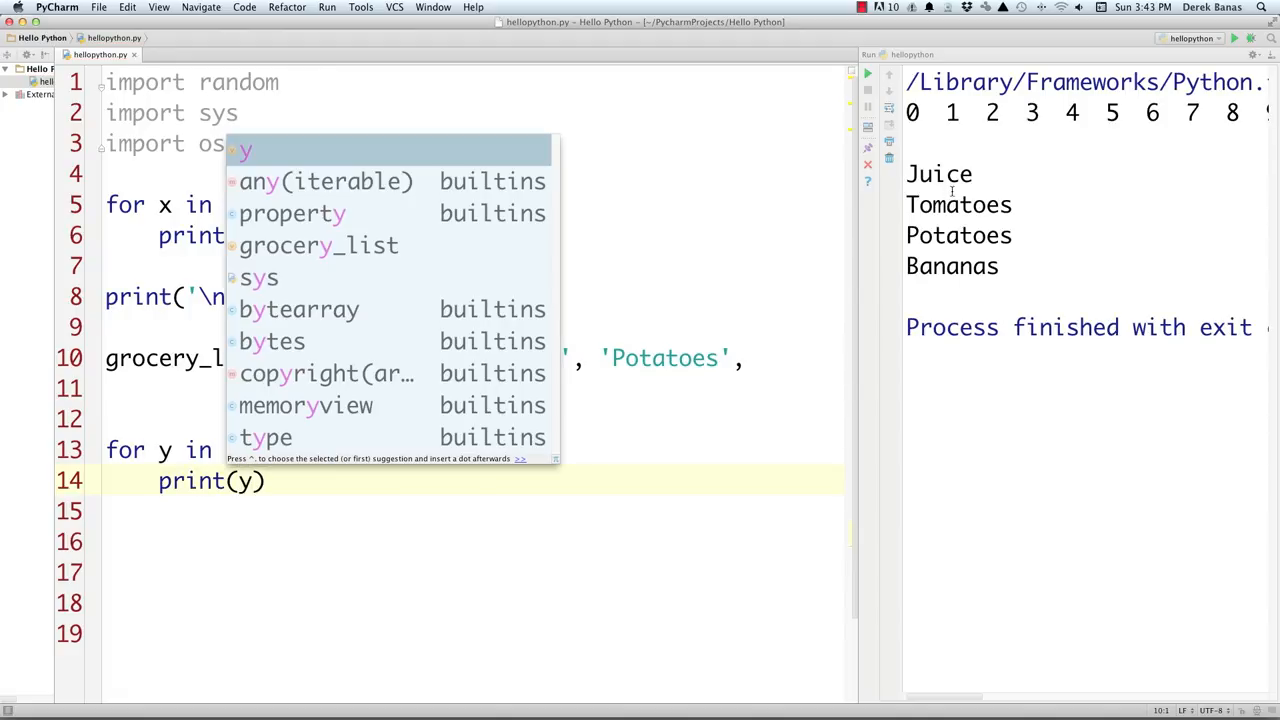 PyCharm File Edit View Navigate Code Refactor Run Tools VCS Window Help 10 Sun 3:43 PM Derek Banas
hellopython.py - Hello Python - [~/PycharmProjects/Hello Python]
Hello Python hellopython.py hellopython
hellopython.py Run hellopython
Hello
hell
Externa
1 import random
2 import sys
3 import os
y
any(iterable) builtins
property builtins
grocery_list
sys
bytearray builtins
bytes builtins
copyright(ar… builtins
memoryview builtins
type builtins
Press ^. to choose the selected (or first) suggestion and insert a dot afterwards >>
5 for x in
6 print
7
8 print('\n
9
10 grocery_l ', 'Potatoes',
11
12
13 for y in
14 print(y)
15
16
17
18
19
/Library/Frameworks/Python.
0 1 2 3 4 5 6 7 8
Juice
Tomatoes
Potatoes
Bananas
Process finished with exit
10:1 LF UTF-8